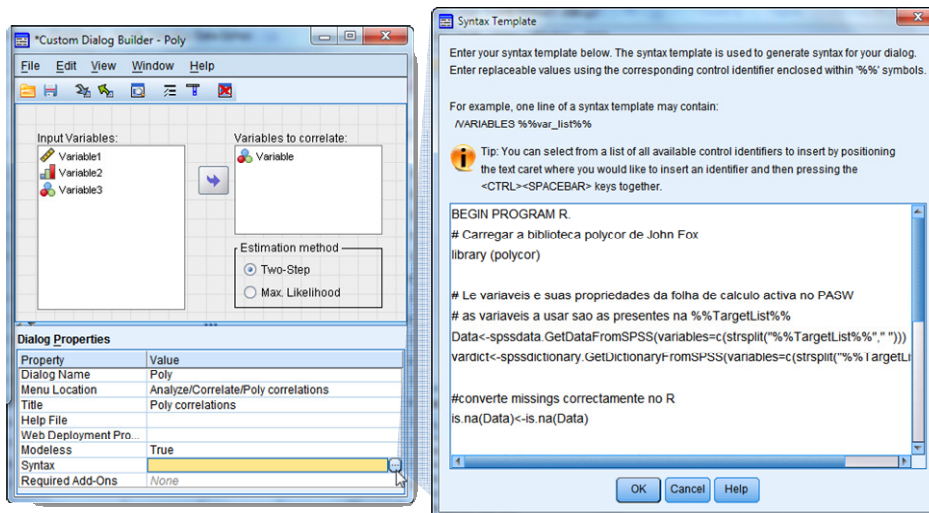 *Custom Dialog Builder - Poly
File Edit View Window Help
Input Variables:
Variable1
Variable2
Variable3
Variables to correlate:
Variable
Estimation method
Two-Step
Max. Likelihood
Dialog Properties
Property Value
Dialog Name Poly
Menu Location Analyze/Correlate/Poly correlations
Title Poly correlations
Help File
Web Deployment Pro...
Modeless True
Syntax
Required Add-Ons None
Syntax Template
Enter your syntax template below. The syntax template is used to generate syntax for your dialog.
Enter replaceable values using the corresponding control identifier enclosed within '%%' symbols.
For example, one line of a syntax template may contain:
/VARIABLES %%var_list%%
Tip: You can select from a list of all available control identifiers to insert by positioning
the text caret where you would like to insert an identifier and then pressing the
<CTRL><SPACEBAR> keys together.
BEGIN PROGRAM R.
# Carregar a biblioteca polycor de John Fox
library (polycor)
# Le variaveis e suas propriedades da folha de calculo activa no PASW
# as variaveis a usar sao as presentes na %%TargetList%%
Data<-spssdata.GetDataFromSPSS(variables=c(strsplit("%%TargetList%%"," ")))
vardict<-spssdictionary.GetDictionaryFromSPSS(variables=c(strsplit("%%TargetLi
#converte missings correctamente no R
is.na(Data)<-is.na(Data)
OK Cancel Help